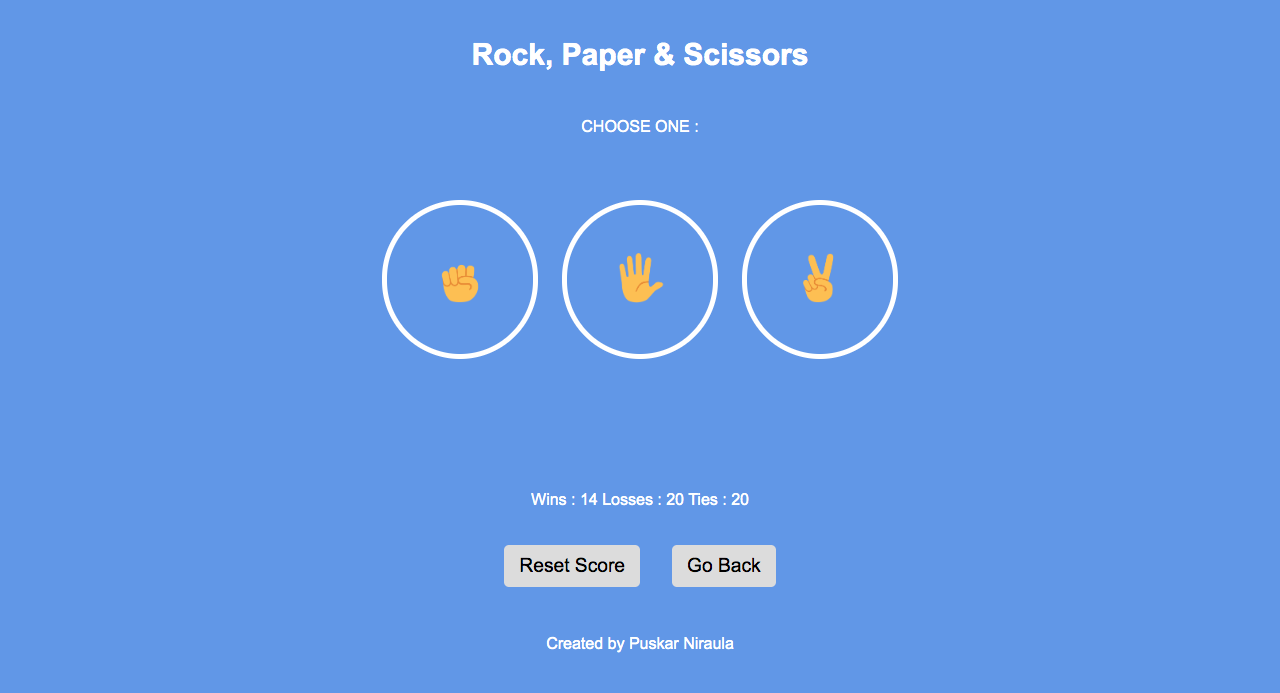 Rock, Paper & Scissors
CHOOSE ONE :
Wins : 14 Losses : 20 Ties : 20
Reset Score Go Back
Created by Puskar Niraula